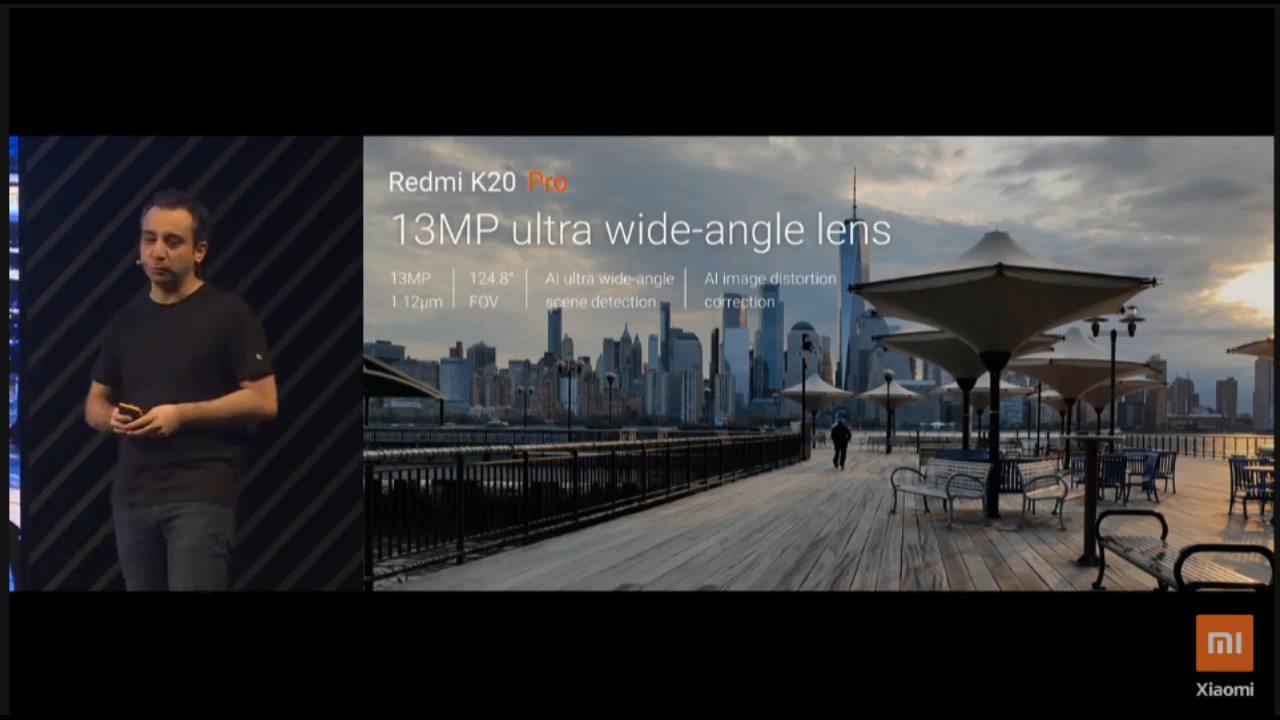 Redmi K20 Pro
13MP ultra wide-angle lens
13MP
1.12μm
124.8°
FOV
AI ultra wide-angle
scene detection
AI image distortion
correction
mi
Xiaomi